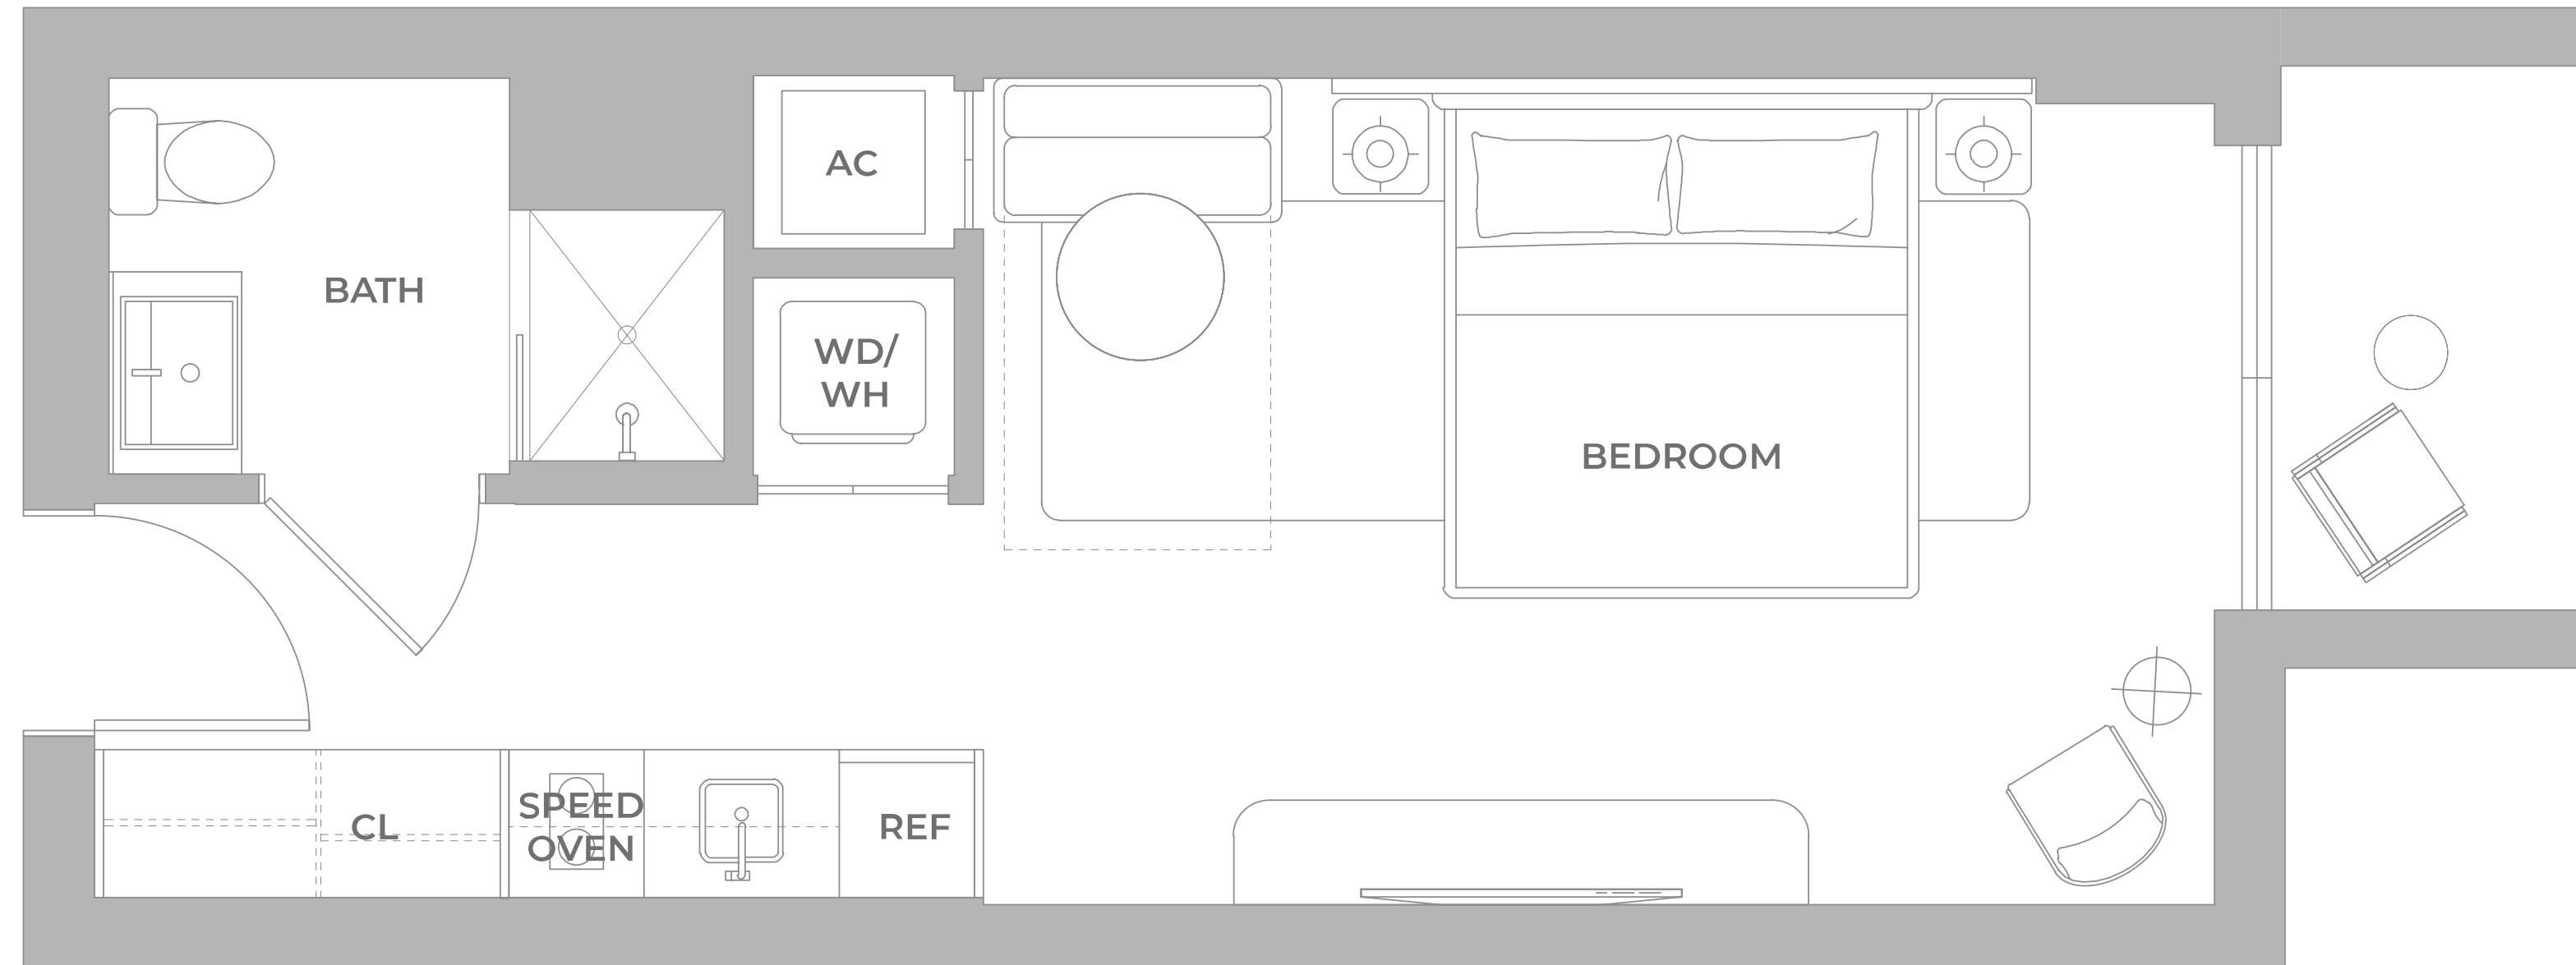 AC
BATH
WD/
WH
BEDROOM
CL
SPEED
OVEN
REF